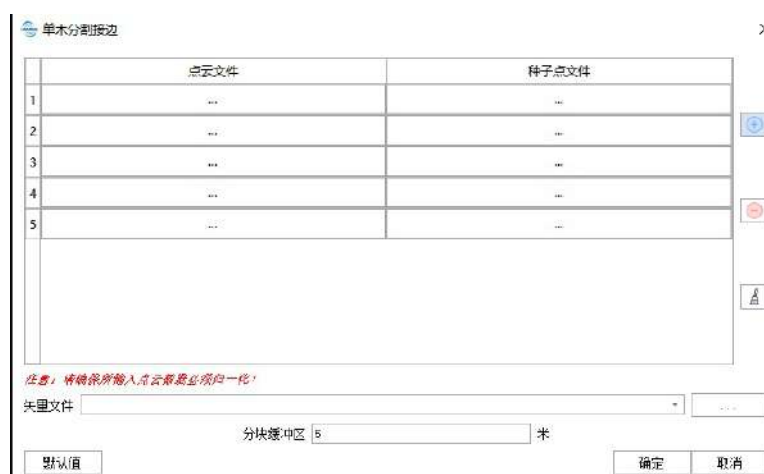 单木分割接边
点云文件 种子点文件
1 ... ...
2 ... ...
3 ... ...
4 ... ...
5 ... ...
注意：请确保所输入点云都要必须归一化！
矢量文件 ...
分块缓冲区 5 米
默认值 确定 取消